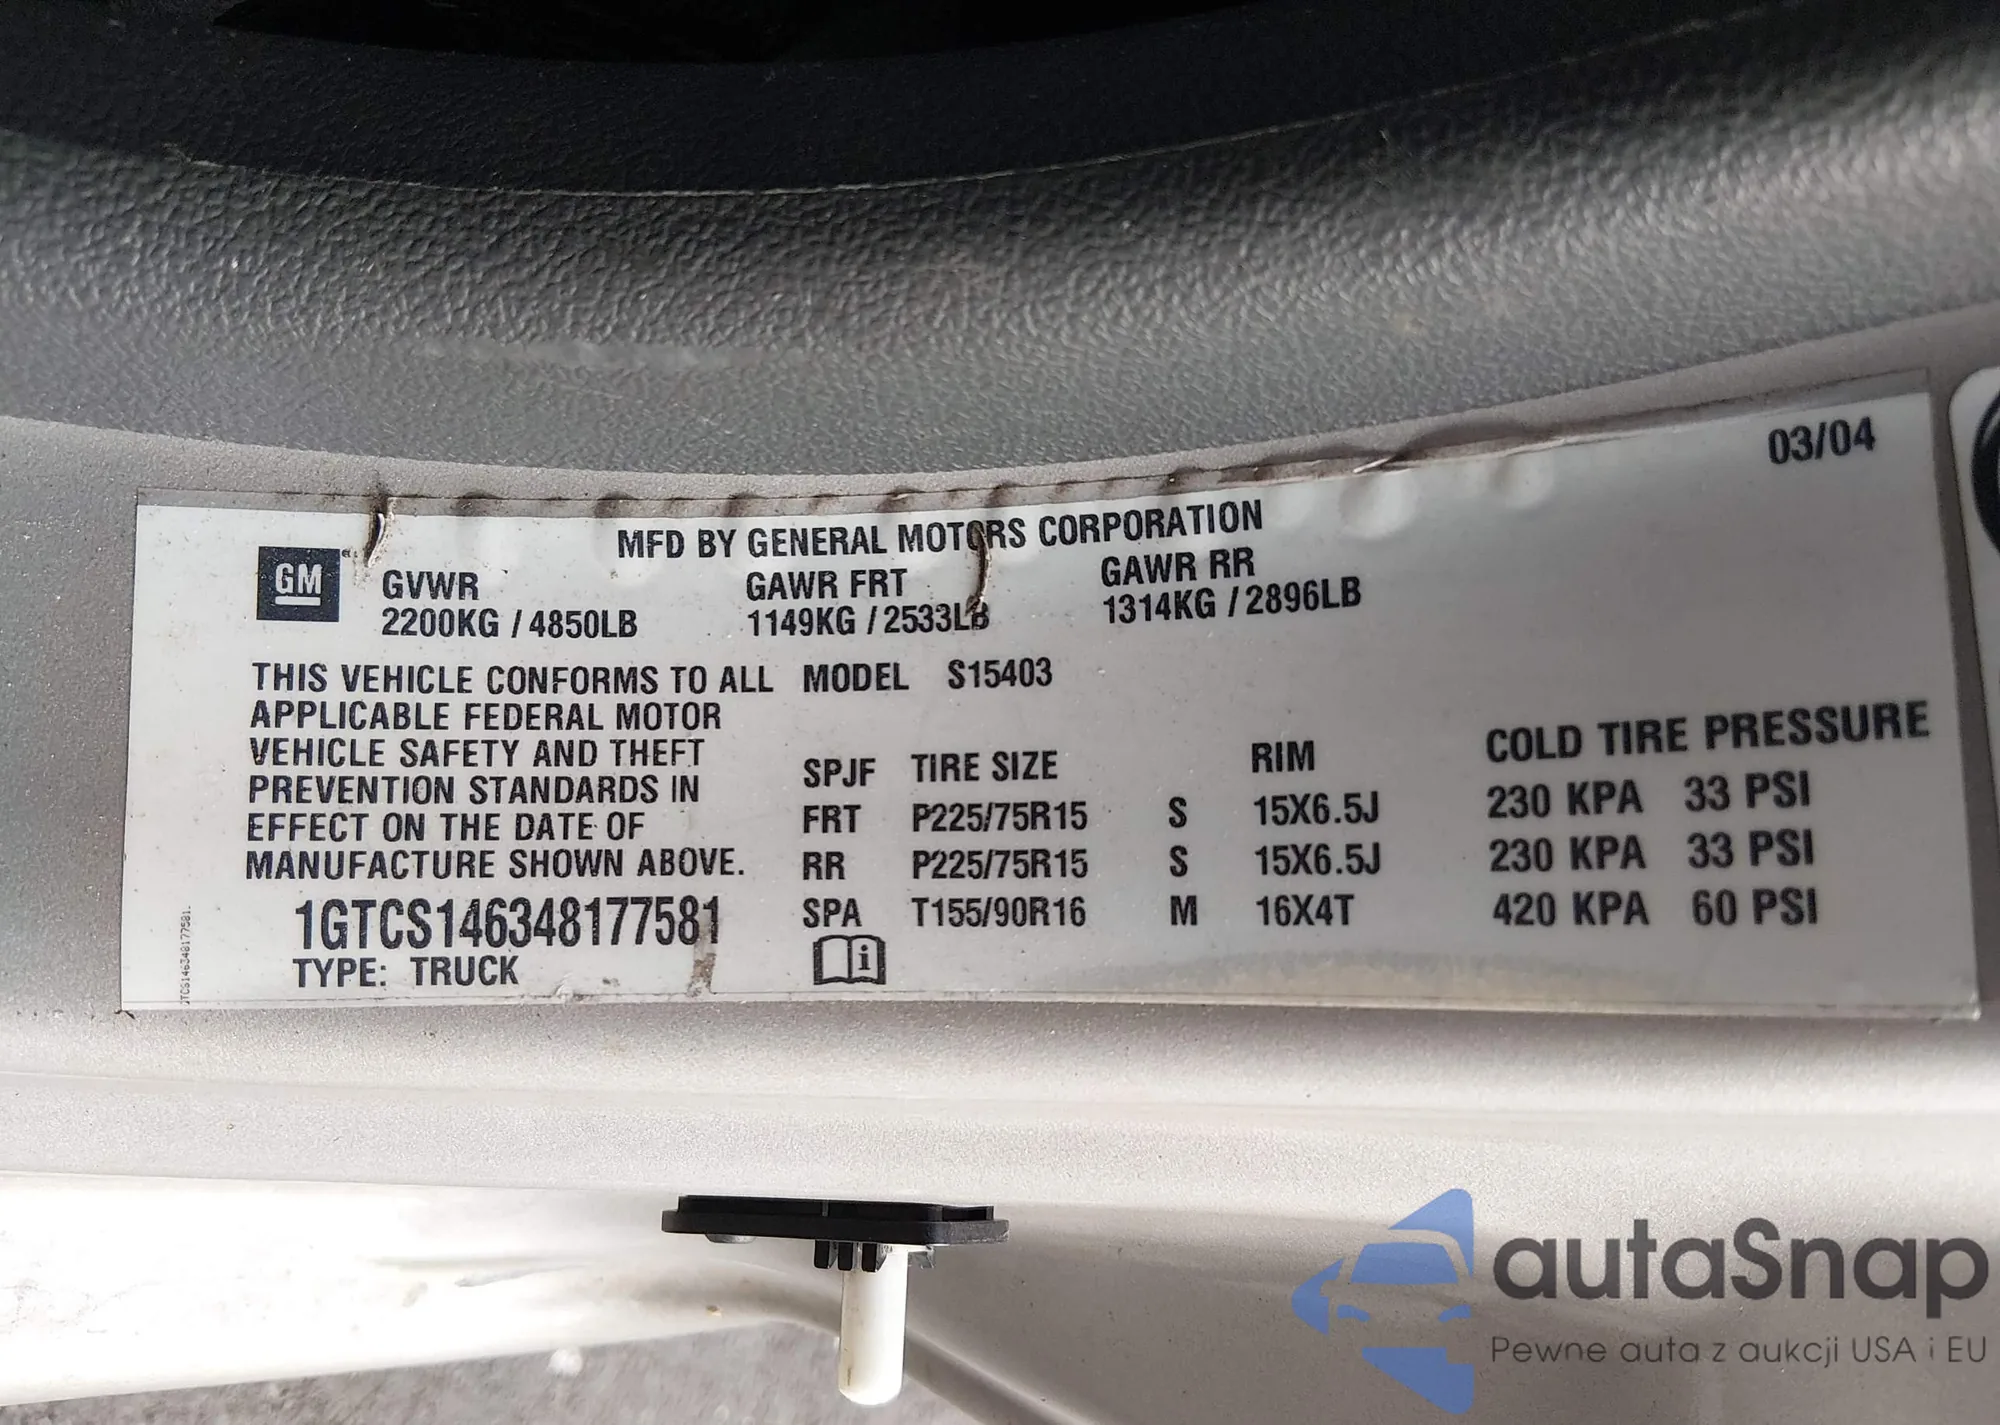 03/04
MFD BY GENERAL MOTORS CORPORATION
GM
GVWR GAWR FRT GAWR RR
2200KG / 4850LB 1149KG / 2533LB 1314KG / 2896LB
THIS VEHICLE CONFORMS TO ALL
APPLICABLE FEDERAL MOTOR
VEHICLE SAFETY AND THEFT
PREVENTION STANDARDS IN
EFFECT ON THE DATE OF
MANUFACTURE SHOWN ABOVE.
1GTCS146348177581
TYPE: TRUCK
MODEL S15403
SPJF TIRE SIZE RIM COLD TIRE PRESSURE
FRT P225/75R15 S 15X6.5J 230 KPA 33 PSI
RR P225/75R15 S 15X6.5J 230 KPA 33 PSI
SPA T155/90R16 M 16X4T 420 KPA 60 PSI
i
autaSnap
Pewne auta z aukcji USA i EU